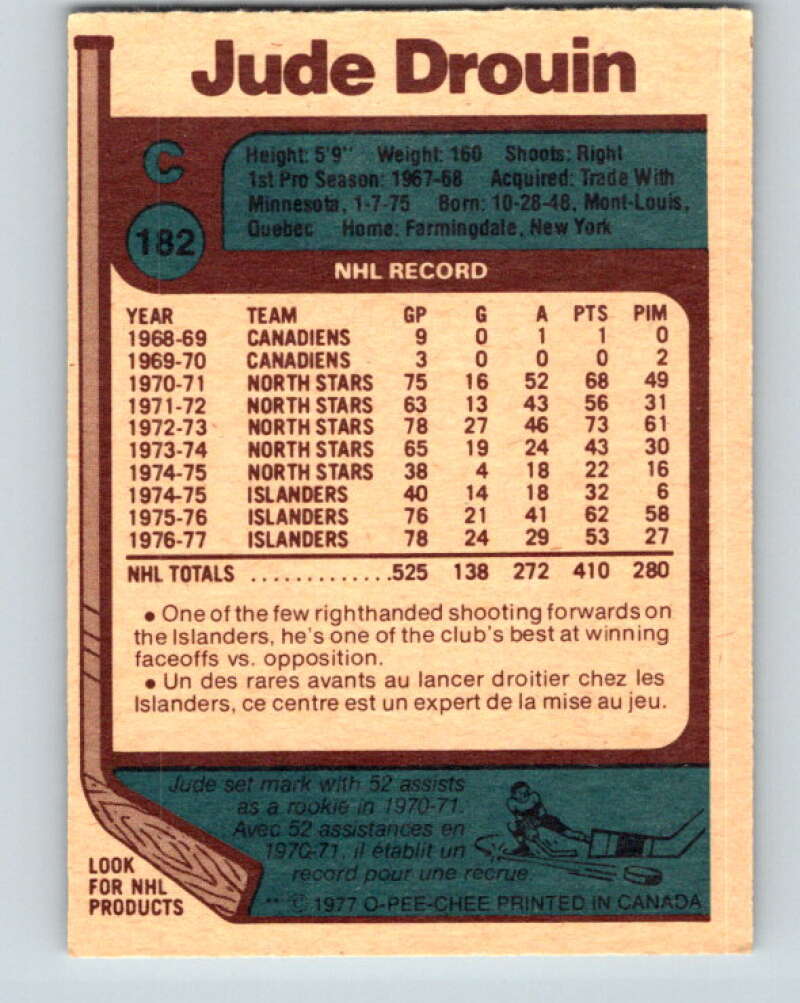 Jude Drouin
C
182
Height: 5'9" Weight: 160 Shoots: Right
1st Pro Season: 1967-68 Acquired: Trade With
Minnesota, 1-7-75 Born: 10-28-48, Mont-Louis,
Quebec Home: Farmingdale, New York
NHL RECORD
YEAR TEAM GP G A PTS PIM
1968-69 CANADIENS 9 0 1 1 0
1969-70 CANADIENS 3 0 0 0 2
1970-71 NORTH STARS 75 16 52 68 49
1971-72 NORTH STARS 63 13 43 56 31
1972-73 NORTH STARS 78 27 46 73 61
1973-74 NORTH STARS 65 19 24 43 30
1974-75 NORTH STARS 38 4 18 22 16
1974-75 ISLANDERS 40 14 18 32 6
1975-76 ISLANDERS 76 21 41 62 58
1976-77 ISLANDERS 78 24 29 53 27
NHL TOTALS .............525 138 272 410 280
• One of the few righthanded shooting forwards on
the Islanders, he's one of the club's best at winning
faceoffs vs. opposition.
• Un des rares avants au lancer droitier chez les
Islanders, ce centre est un expert de la mise au jeu.
Jude set mark with 52 assists
as a rookie in 1970-71.
Avec 52 assistances en
1970-71, il établit un
record pour une recrue.
LOOK
FOR NHL
PRODUCTS
** © 1977 O-PEE-CHEE PRINTED IN CANADA